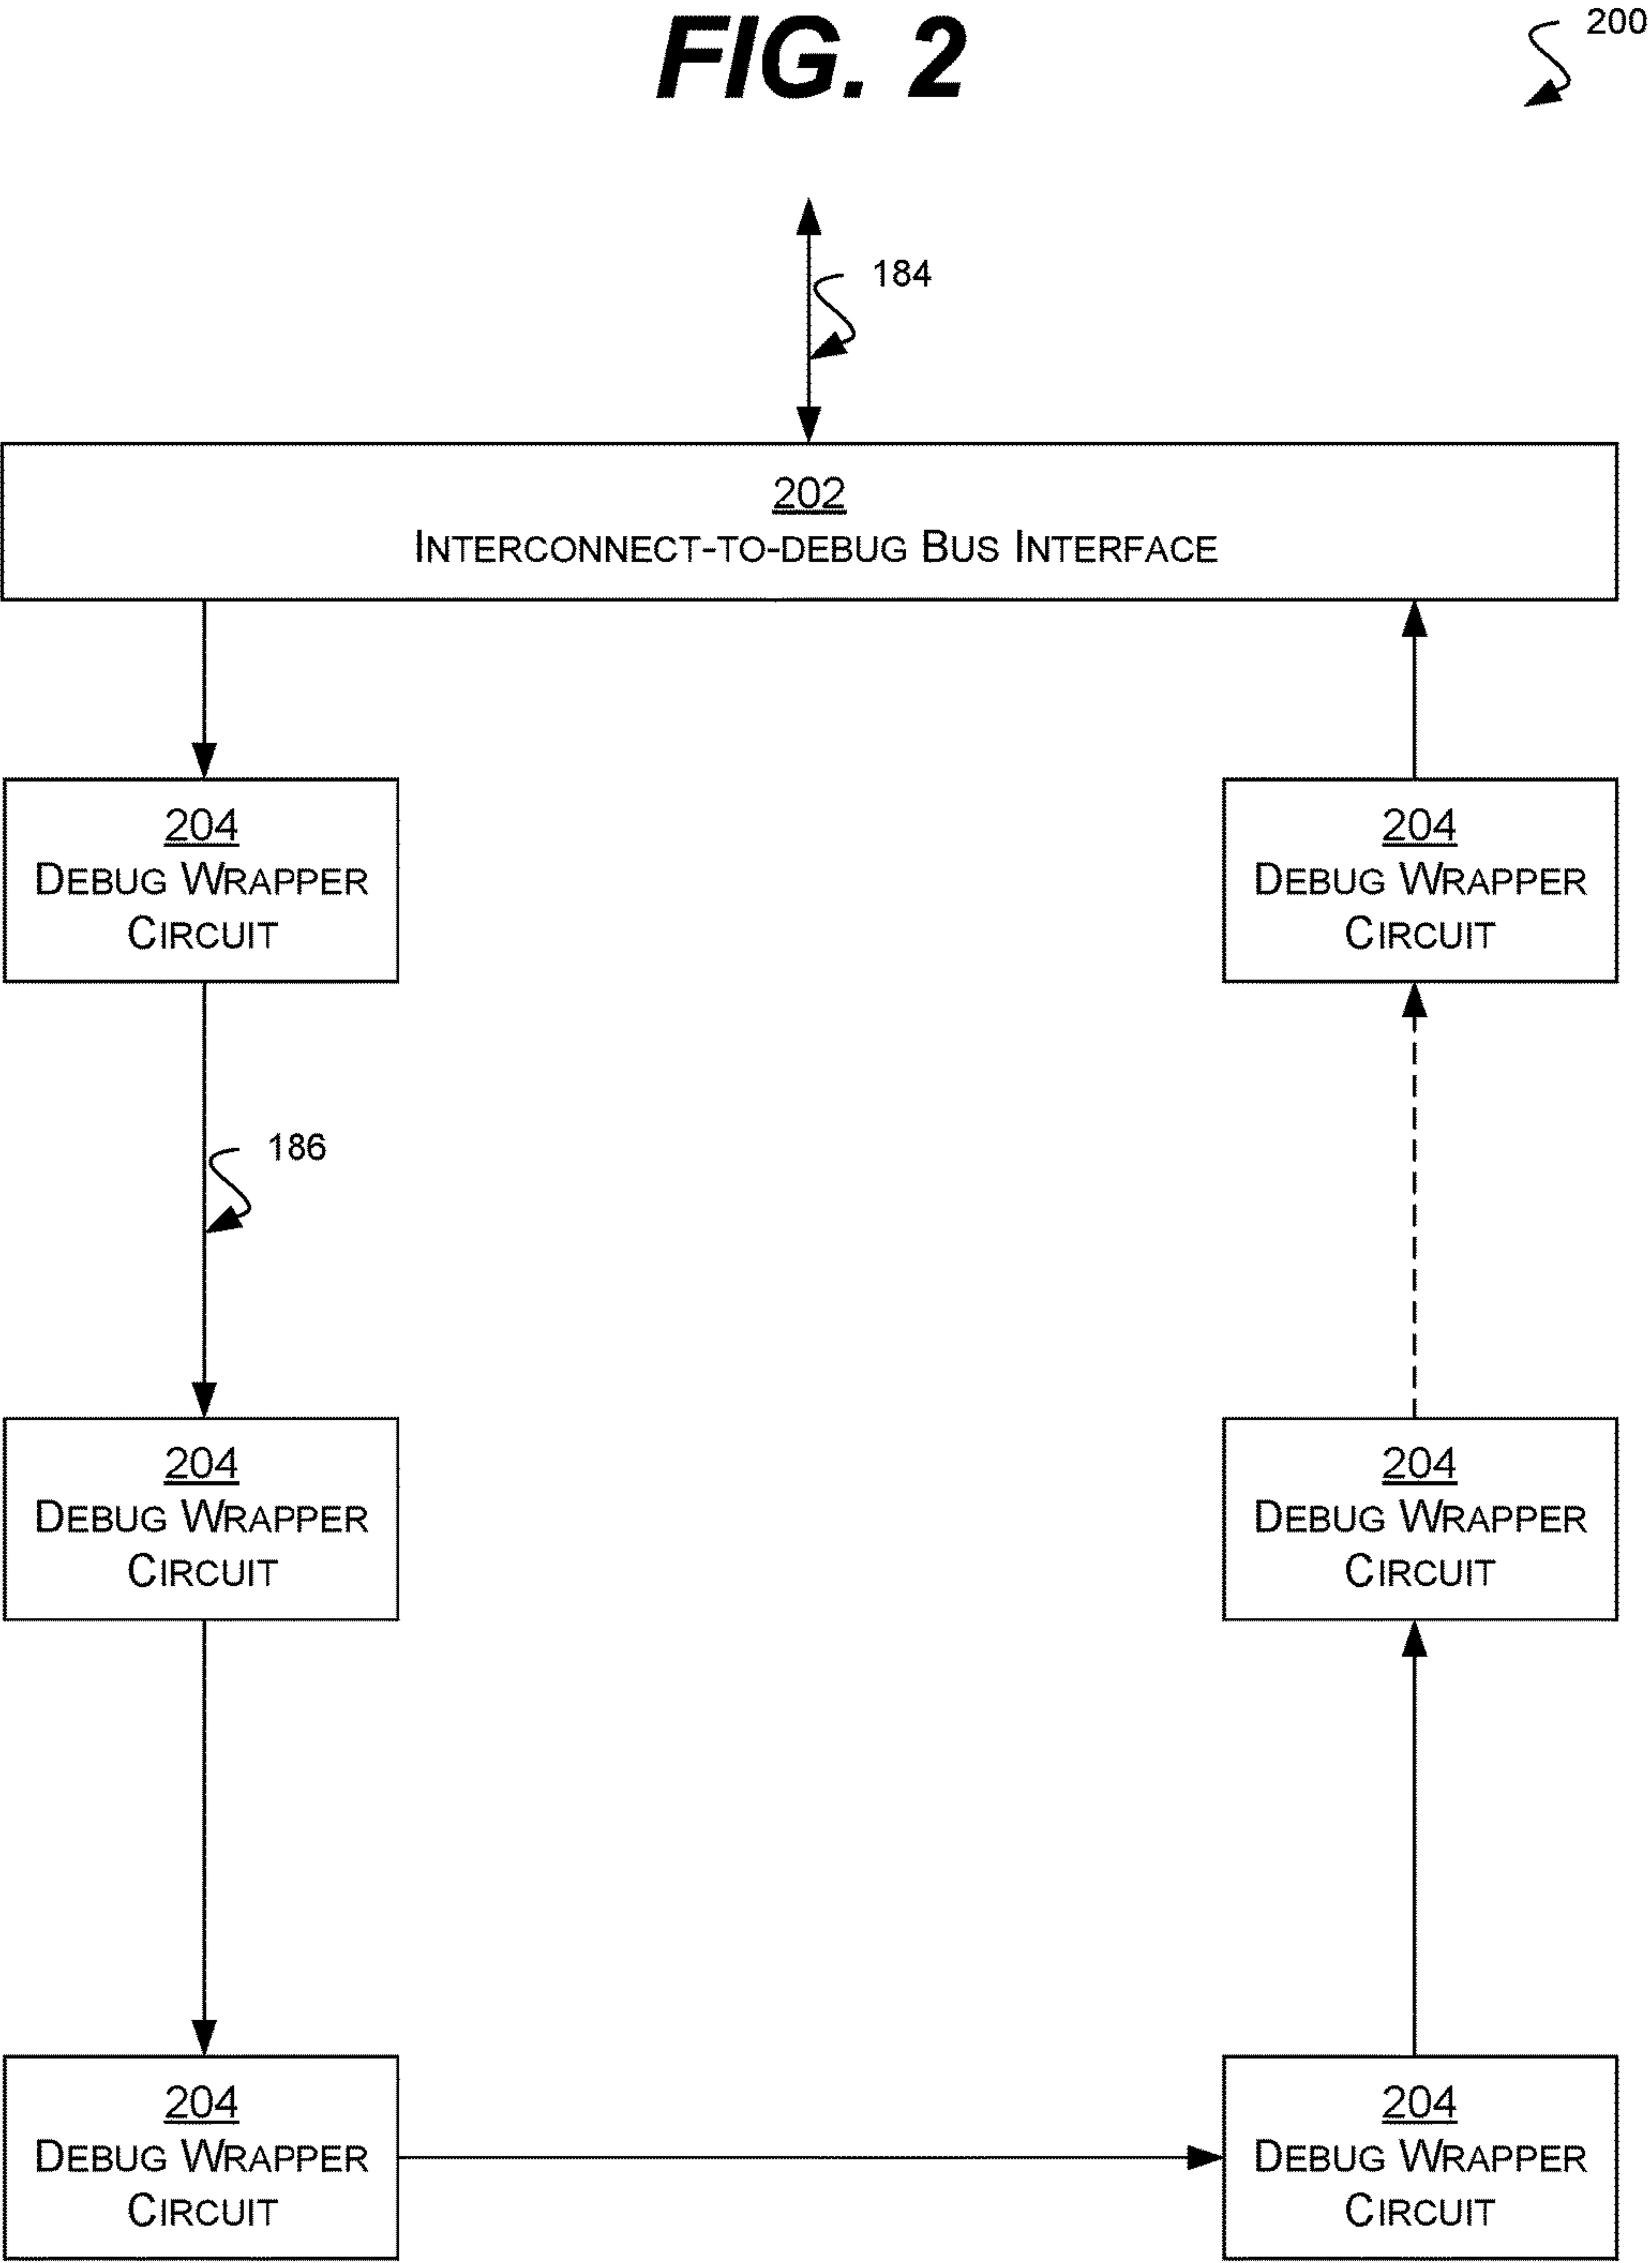 FIG. 2
200
184
202
INTERCONNECT-TO-DEBUG BUS INTERFACE
204
DEBUG WRAPPER
CIRCUIT
204
DEBUG WRAPPER
CIRCUIT
186
204
DEBUG WRAPPER
CIRCUIT
204
DEBUG WRAPPER
CIRCUIT
204
DEBUG WRAPPER
CIRCUIT
204
DEBUG WRAPPER
CIRCUIT